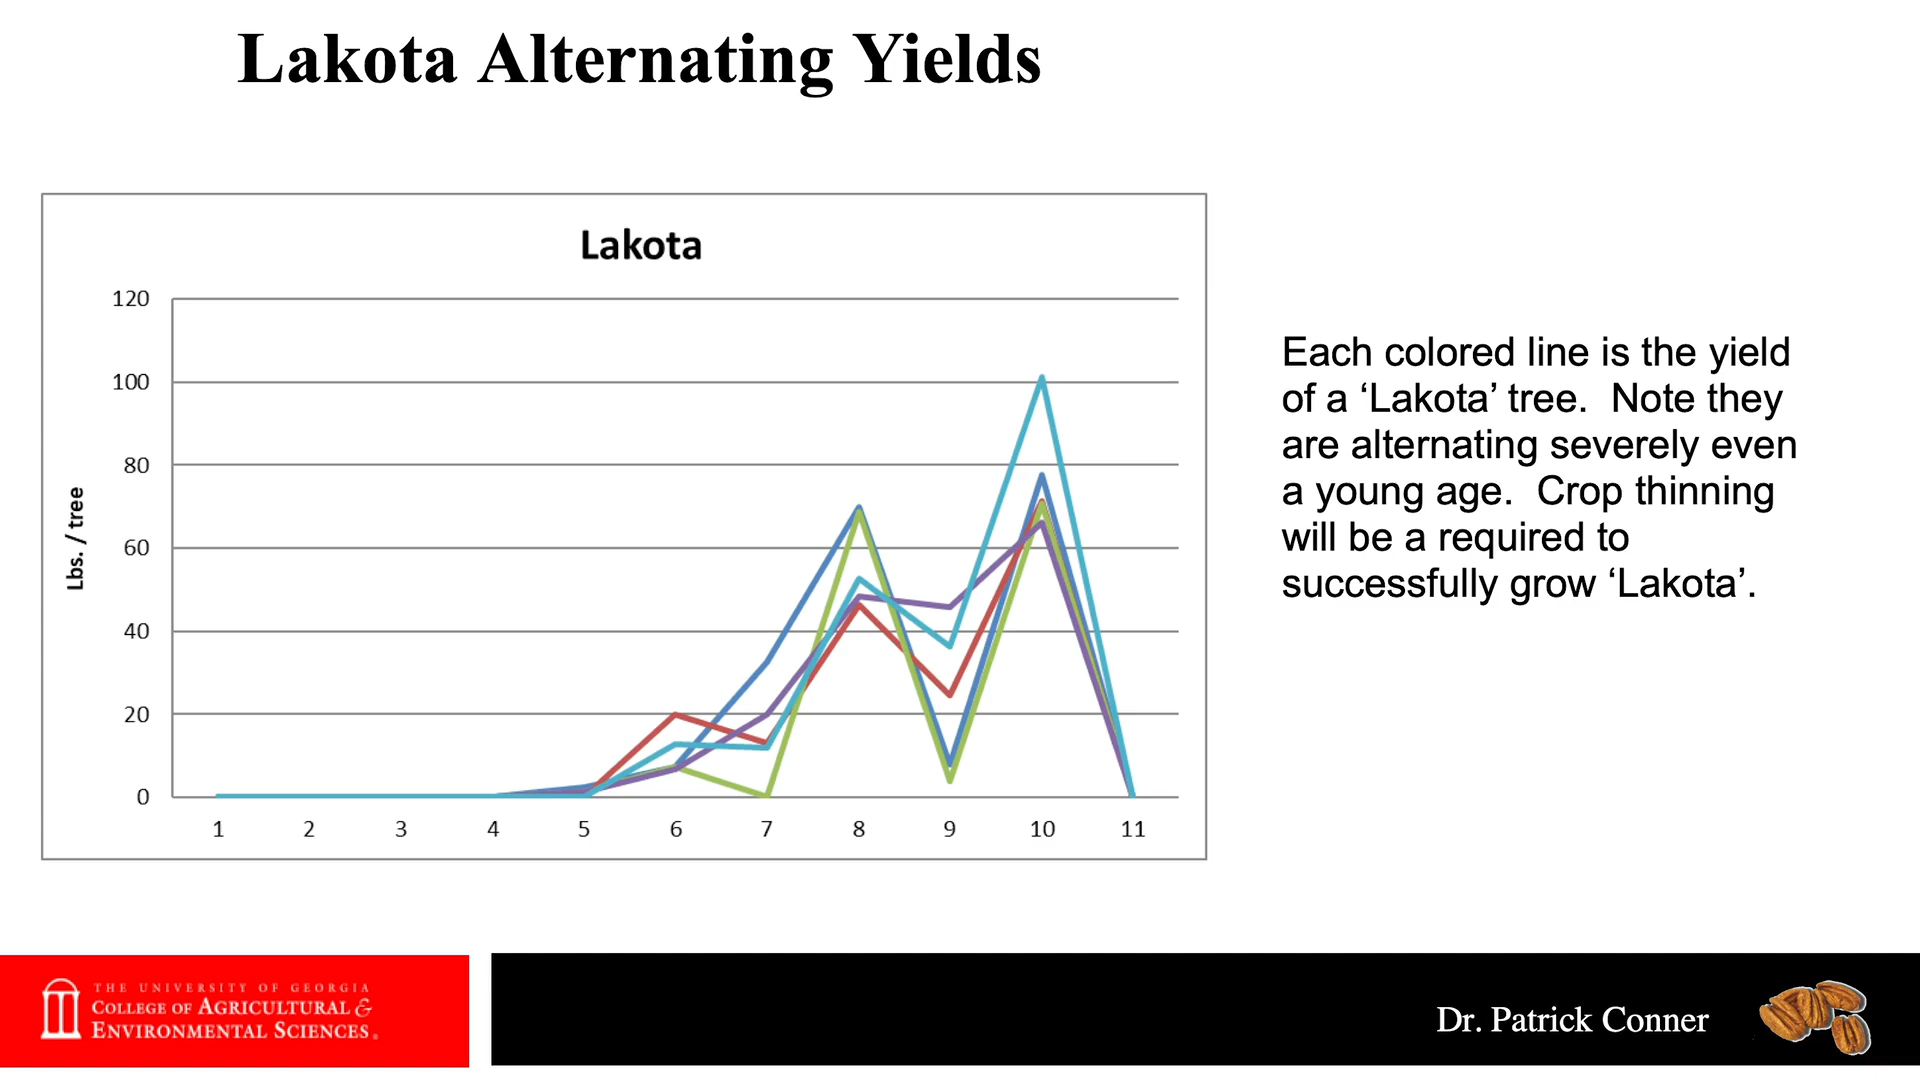 Lakota Alternating Yields
Lakota
120
100
80
60
40
20
0
Lbs. / tree
1 2 3 4 5 6 7 8 9 10 11
Each colored line is the yield
of a ‘Lakota’ tree.  Note they
are alternating severely even
a young age.  Crop thinning
will be a required to
successfully grow ‘Lakota’.
THE UNIVERSITY OF GEORGIA
COLLEGE OF AGRICULTURAL &
ENVIRONMENTAL SCIENCES®
Dr. Patrick Conner